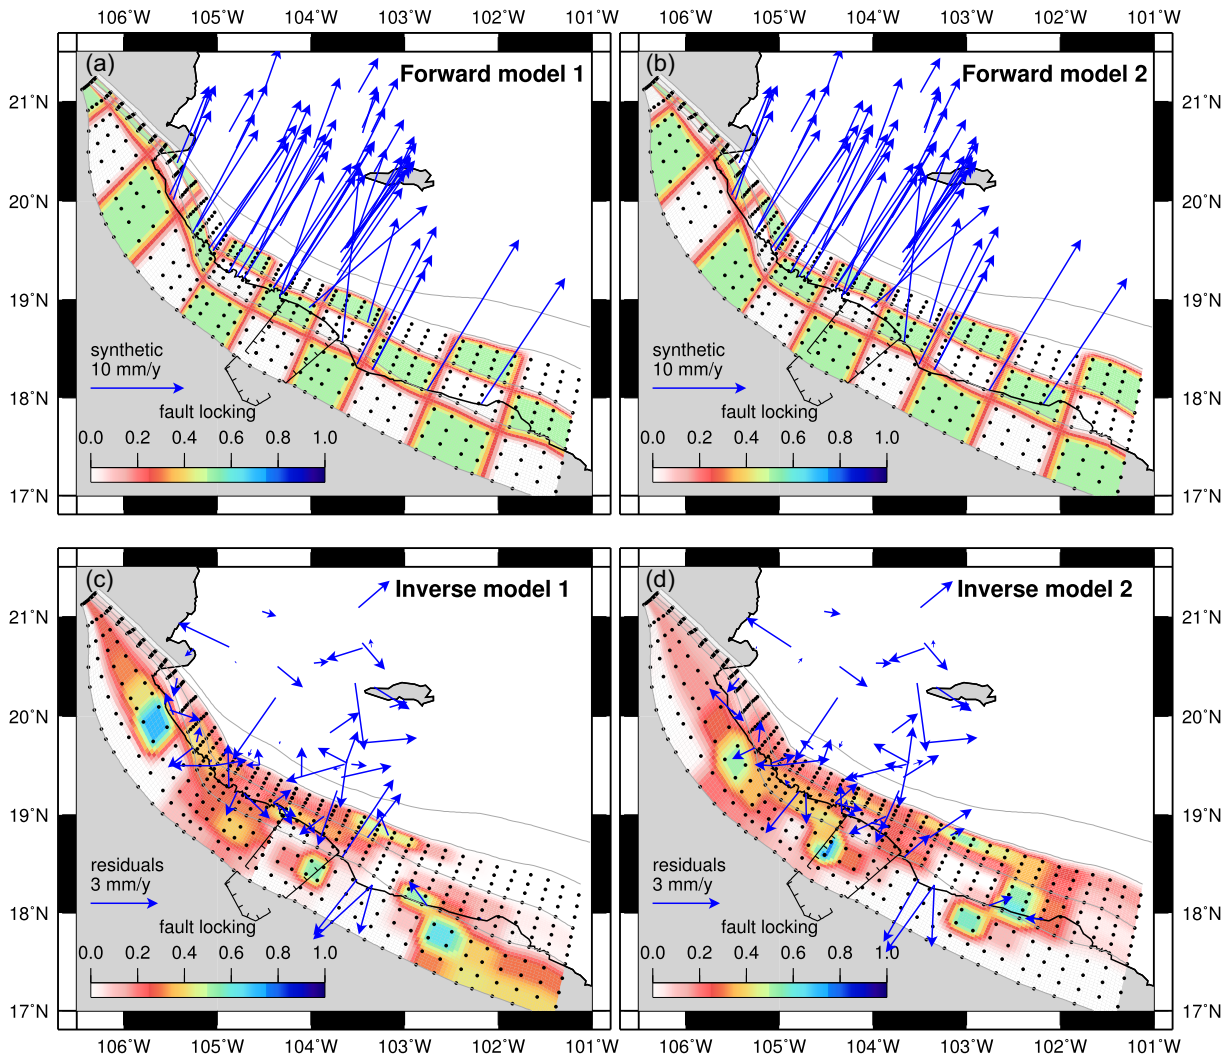 106˚W 105˚W 104˚W 103˚W 102˚W 101˚W 106˚W 105˚W 104˚W 103˚W 102˚W 101˚W
(a) Forward model 1
(b) Forward model 2
21˚N 21˚N
20˚N 20˚N
19˚N 19˚N
18˚N 18˚N
17˚N 17˚N
synthetic
10 mm/y
fault locking
0.0 0.2 0.4 0.6 0.8 1.0
synthetic
10 mm/y
fault locking
0.0 0.2 0.4 0.6 0.8 1.0
(c) Inverse model 1
(d) Inverse model 2
21˚N 21˚N
20˚N 20˚N
19˚N 19˚N
18˚N 18˚N
17˚N 17˚N
residuals
3 mm/y
fault locking
0.0 0.2 0.4 0.6 0.8 1.0
residuals
3 mm/y
fault locking
0.0 0.2 0.4 0.6 0.8 1.0
106˚W 105˚W 104˚W 103˚W 102˚W 101˚W 106˚W 105˚W 104˚W 103˚W 102˚W 101˚W